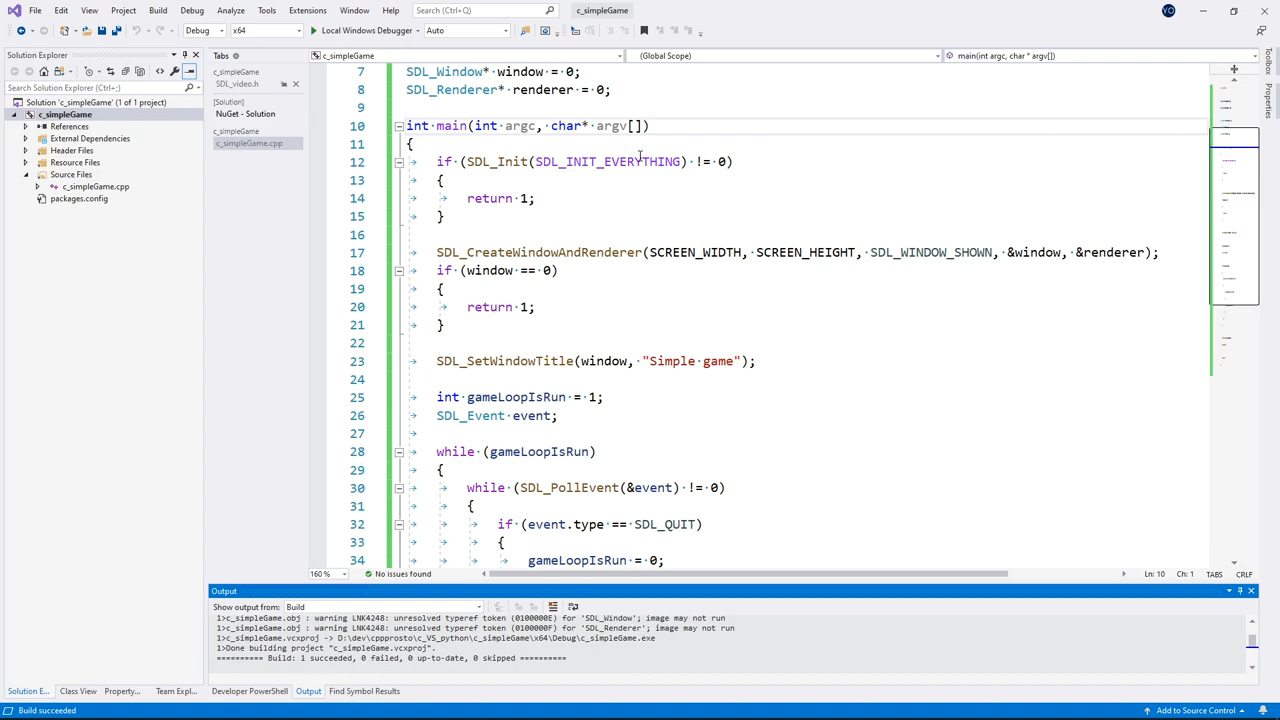 File Edit View Project Build Debug Analyze Tools Extensions Window Help Search (Ctrl+Q) c_simpleGame YO
Debug x64 Local Windows Debugger Auto
Solution Explorer
Search Solution Explorer (Ctrl+;)
Solution 'c_simpleGame' (1 of 1 project)
c_simpleGame
References
External Dependencies
Header Files
Resource Files
Source Files
c_simpleGame.cpp
packages.config
Tabs
c_simpleGame
SDL_video.h
[Solution]
NuGet - Solution
c_simpleGame
c_simpleGame.cpp
c_simpleGame (Global Scope) main(int argc, char * argv[])
7 SDL_Window* window = 0;
8 SDL_Renderer* renderer = 0;
9
10 int main(int argc, char* argv[])
11 {
12 if (SDL_Init(SDL_INIT_EVERYTHING) != 0)
13 {
14 return 1;
15 }
16
17 SDL_CreateWindowAndRenderer(SCREEN_WIDTH, SCREEN_HEIGHT, SDL_WINDOW_SHOWN, &window, &renderer);
18 if (window == 0)
19 {
20 return 1;
21 }
22
23 SDL_SetWindowTitle(window, "Simple game");
24
25 int gameLoopIsRun = 1;
26 SDL_Event event;
27
28 while (gameLoopIsRun)
29 {
30 while (SDL_PollEvent(&event) != 0)
31 {
32 if (event.type == SDL_QUIT)
33 {
34 gameLoopIsRun = 0;
160 % No issues found Ln: 10 Ch: 1 TABS CRLF
Toolbox
Properties
Output
Show output from: Build
1>c_simpleGame.obj : warning LNK4248: unresolved typeref token (0100000E) for 'SDL_Window'; image may not run
1>c_simpleGame.obj : warning LNK4248: unresolved typeref token (0100000F) for 'SDL_Renderer'; image may not run
1>c_simpleGame.vcxproj -> D:\dev\cppprosto\c_VS_python\c_simpleGame\x64\Debug\c_simpleGame.exe
1>Done building project "c_simpleGame.vcxproj".
========== Build: 1 succeeded, 0 failed, 0 up-to-date, 0 skipped ==========
Solution E... Class View Property... Team Expl... Developer PowerShell Output Find Symbol Results
Build succeeded Add to Source Control